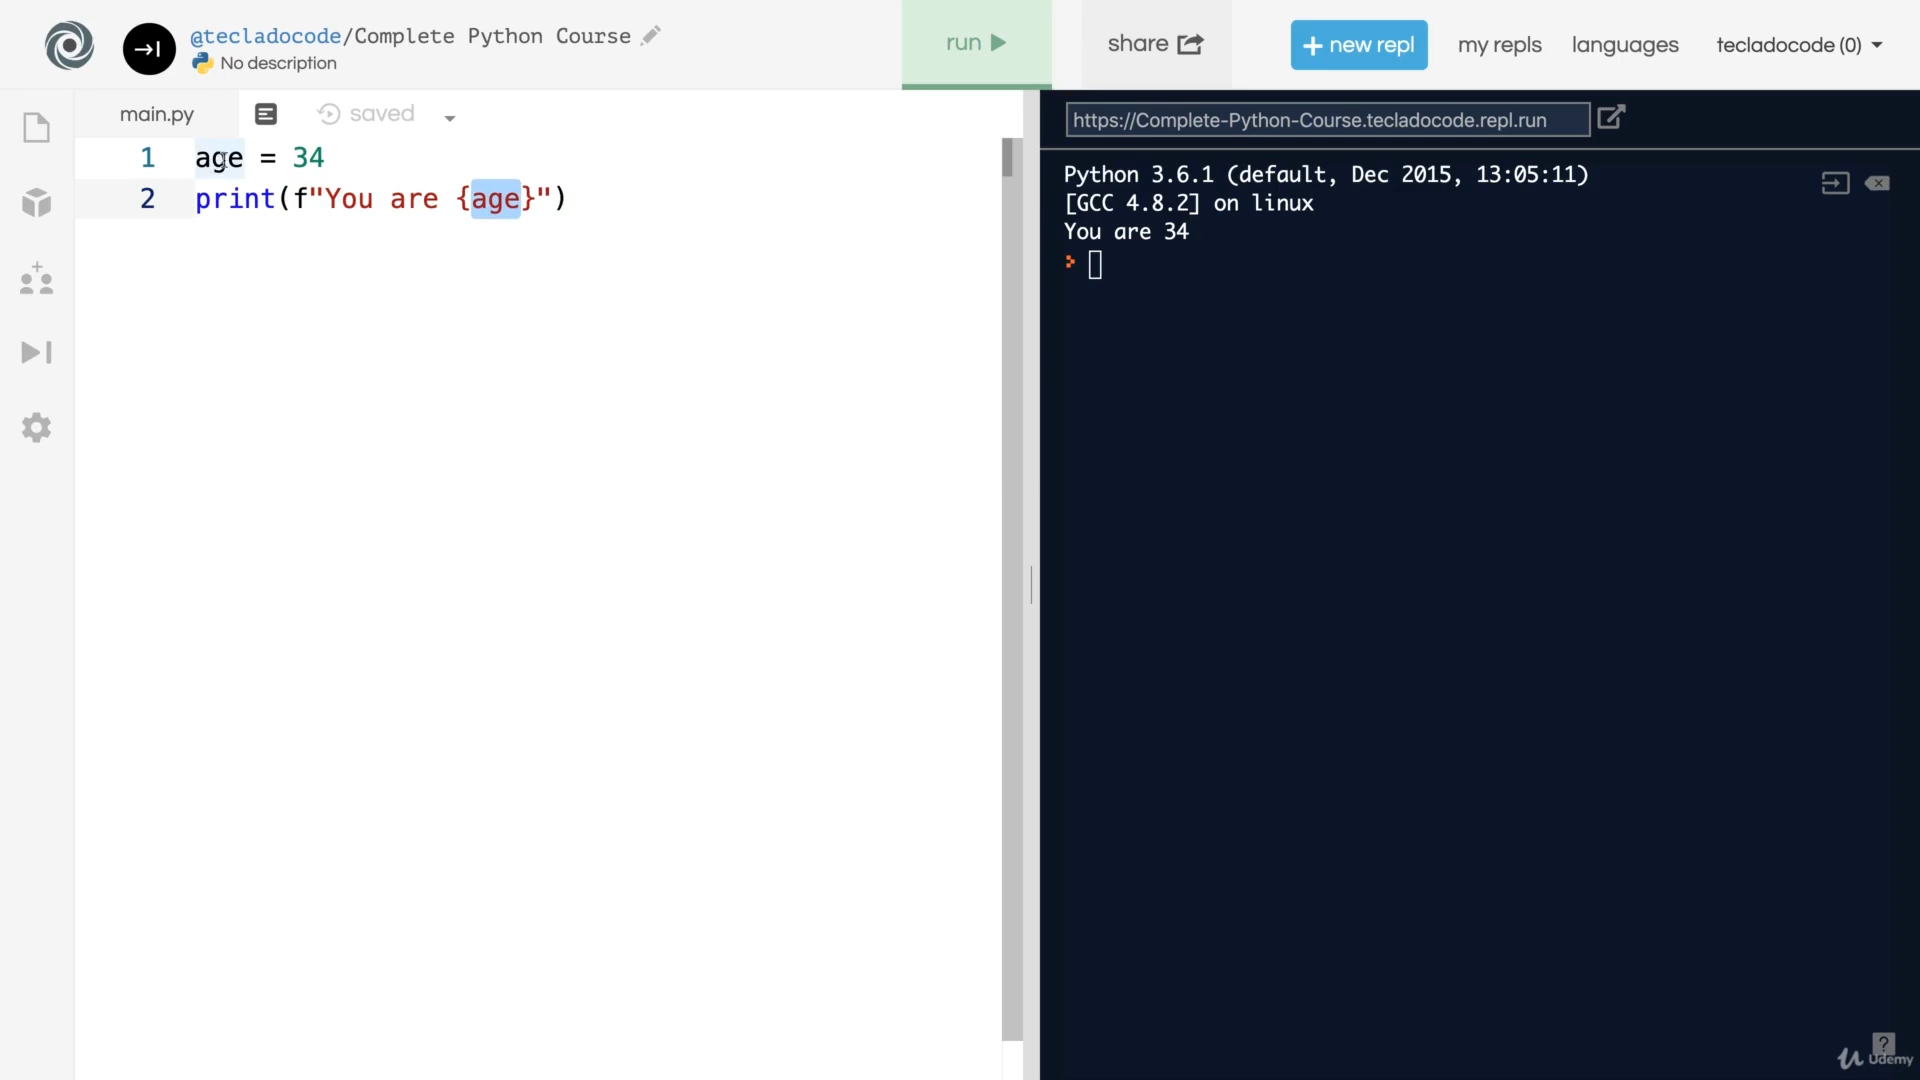 @tecladocode/Complete Python Course
No description
run
share
+ new repl
my repls
languages
tecladocode (0)
main.py
saved
1 age = 34
2 print(f"You are {age}")
https://Complete-Python-Course.tecladocode.repl.run
Python 3.6.1 (default, Dec 2015, 13:05:11)
[GCC 4.8.2] on linux
You are 34
?
Udemy